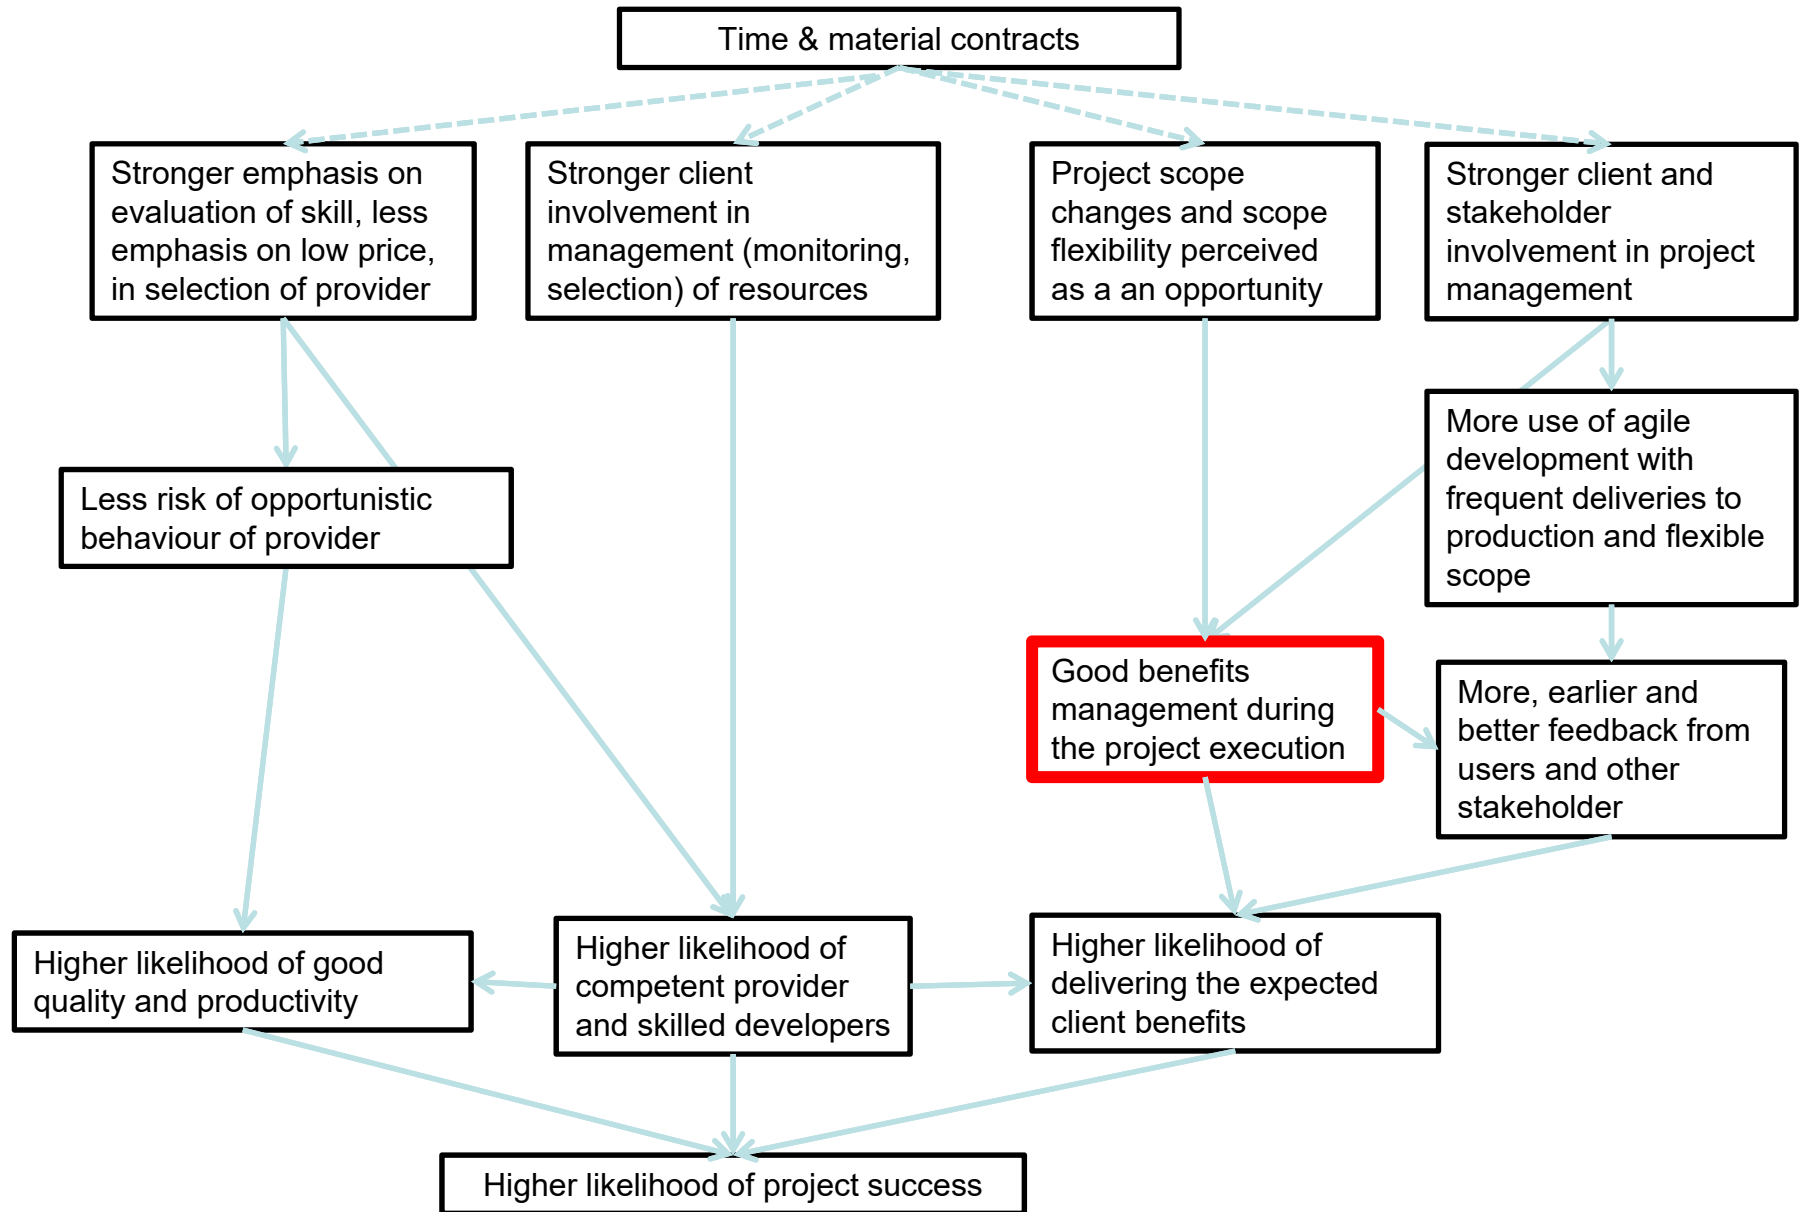 Time & material contracts
Stronger emphasis on
evaluation of skill, less
emphasis on low price,
in selection of provider
Stronger client
involvement in
management (monitoring,
selection) of resources
Project scope
changes and scope
flexibility perceived
as a an opportunity
Stronger client and
stakeholder
involvement in project
management
More use of agile
development with
frequent deliveries to
production and flexible
scope
Less risk of opportunistic
behaviour of provider
Good benefits
management during
the project execution
More, earlier and
better feedback from
users and other
stakeholder
Higher likelihood of good
quality and productivity
Higher likelihood of
competent provider
and skilled developers
Higher likelihood of
delivering the expected
client benefits
Higher likelihood of project success